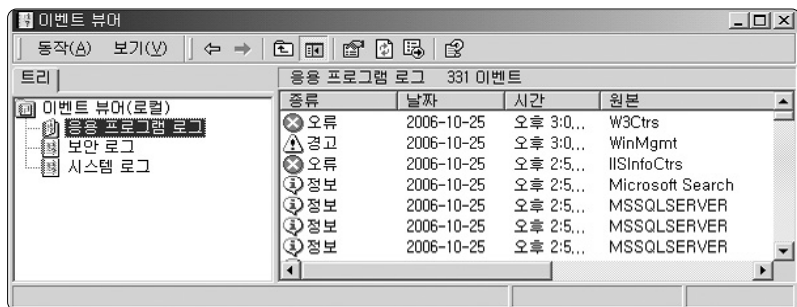 이벤트 뷰어
동작(A) 보기(V)
트리
응용 프로그램 로그 331 이벤트
이벤트 뷰어(로컬)
응용 프로그램 로그
보안 로그
시스템 로그
종류 날짜 시간 원본
오류 2006-10-25 오후 3:0... W3Ctrs
경고 2006-10-25 오후 3:0... WinMgmt
오류 2006-10-25 오후 2:5... IISInfoCtrs
정보 2006-10-25 오후 2:5... Microsoft Search
정보 2006-10-25 오후 2:5... MSSQLSERVER
정보 2006-10-25 오후 2:5... MSSQLSERVER
정보 2006-10-25 오후 2:5... MSSQLSERVER